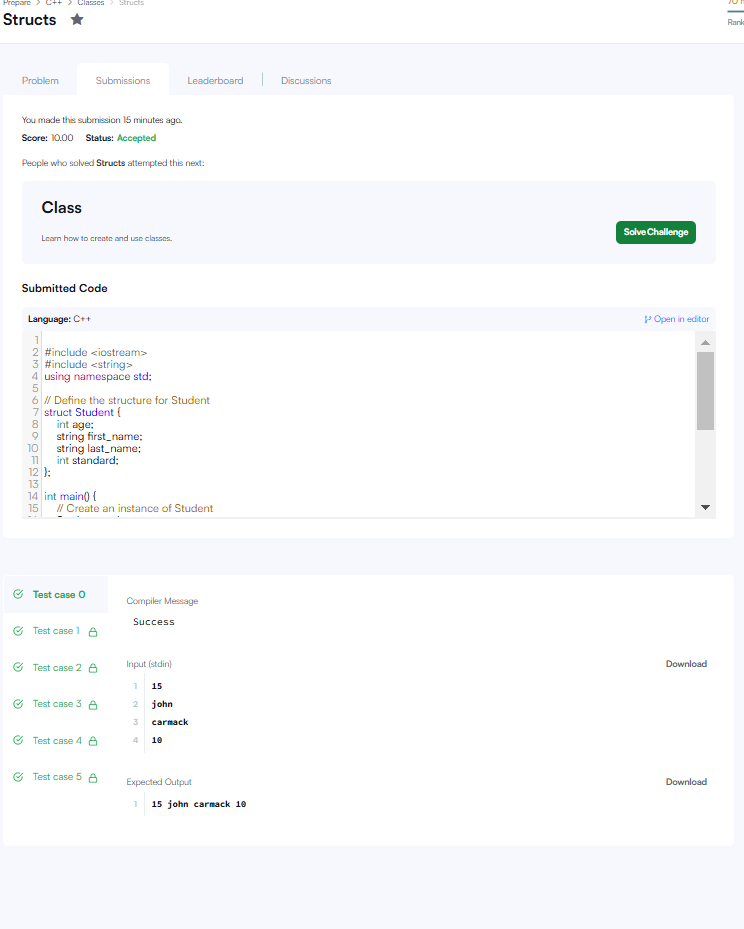 Prepare > C++ > Classes > Structs
Structs
Rank
Problem
Submissions
Leaderboard
Discussions
You made this submission 15 minutes ago.
Score: 10.00 Status: Accepted
People who solved Structs attempted this next:
Class
Learn how to create and use classes.
Solve Challenge
Submitted Code
Language: C++
Open in editor
1
2 #include <iostream>
3 #include <string>
4 using namespace std;
5
6 // Define the structure for Student
7 struct Student {
8 int age;
9 string first_name;
10 string last_name;
11 int standard;
12 };
13
14 int main() {
15 // Create an instance of Student
Test case 0
Test case 1
Test case 2
Test case 3
Test case 4
Test case 5
Compiler Message
Success
Input (stdin)
Download
1 15
2 john
3 carmack
4 10
Expected Output
Download
1 15 john carmack 10